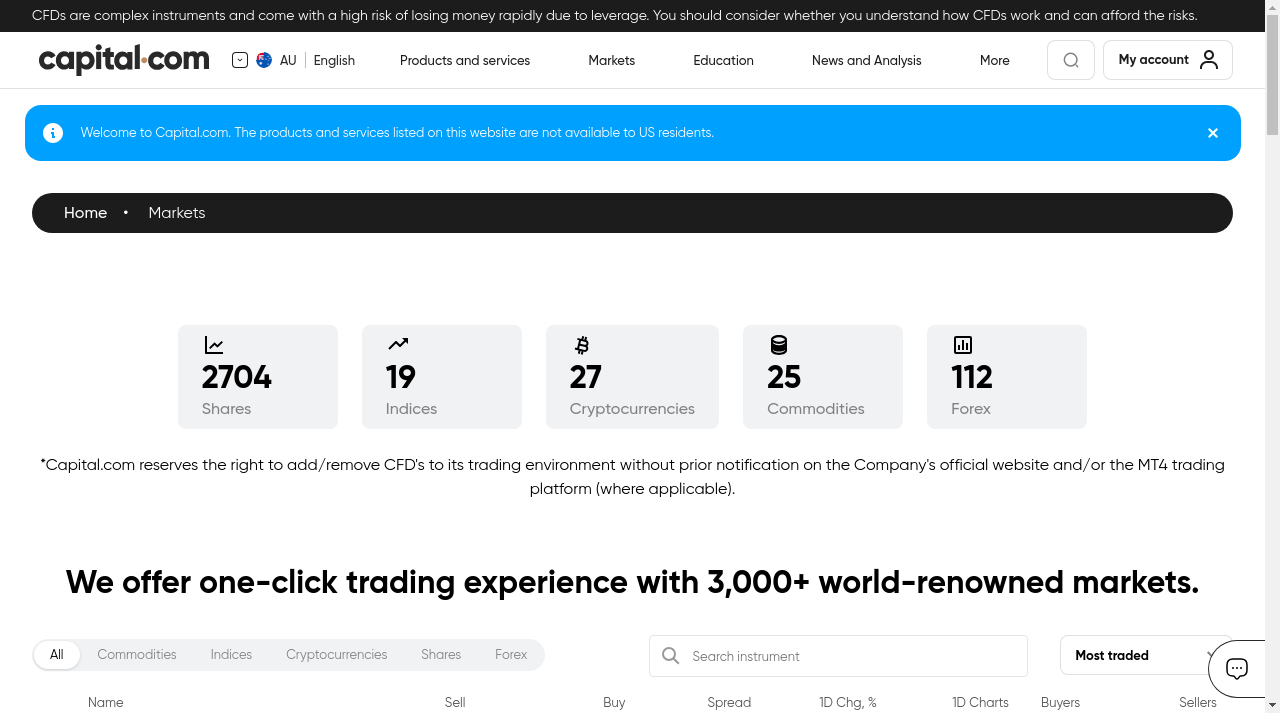 CFDs are complex instruments and come with a high risk of losing money rapidly due to leverage. You should consider whether you understand how CFDs work and can afford the risks.
capital.com
AU
English
Products and services
Markets
Education
News and Analysis
More
My account
Welcome to Capital.com. The products and services listed on this website are not available to US residents.
Home
•
Markets
2704
Shares
19
Indices
27
Cryptocurrencies
25
Commodities
112
Forex
*Capital.com reserves the right to add/remove CFD's to its trading environment without prior notification on the Company's official website and/or the MT4 trading
platform (where applicable).
We offer one-click trading experience with 3,000+ world-renowned markets.
All
Commodities
Indices
Cryptocurrencies
Shares
Forex
Search instrument
Most traded
Name
Sell
Buy
Spread
1D Chg, %
1D Charts
Buyers
Sellers